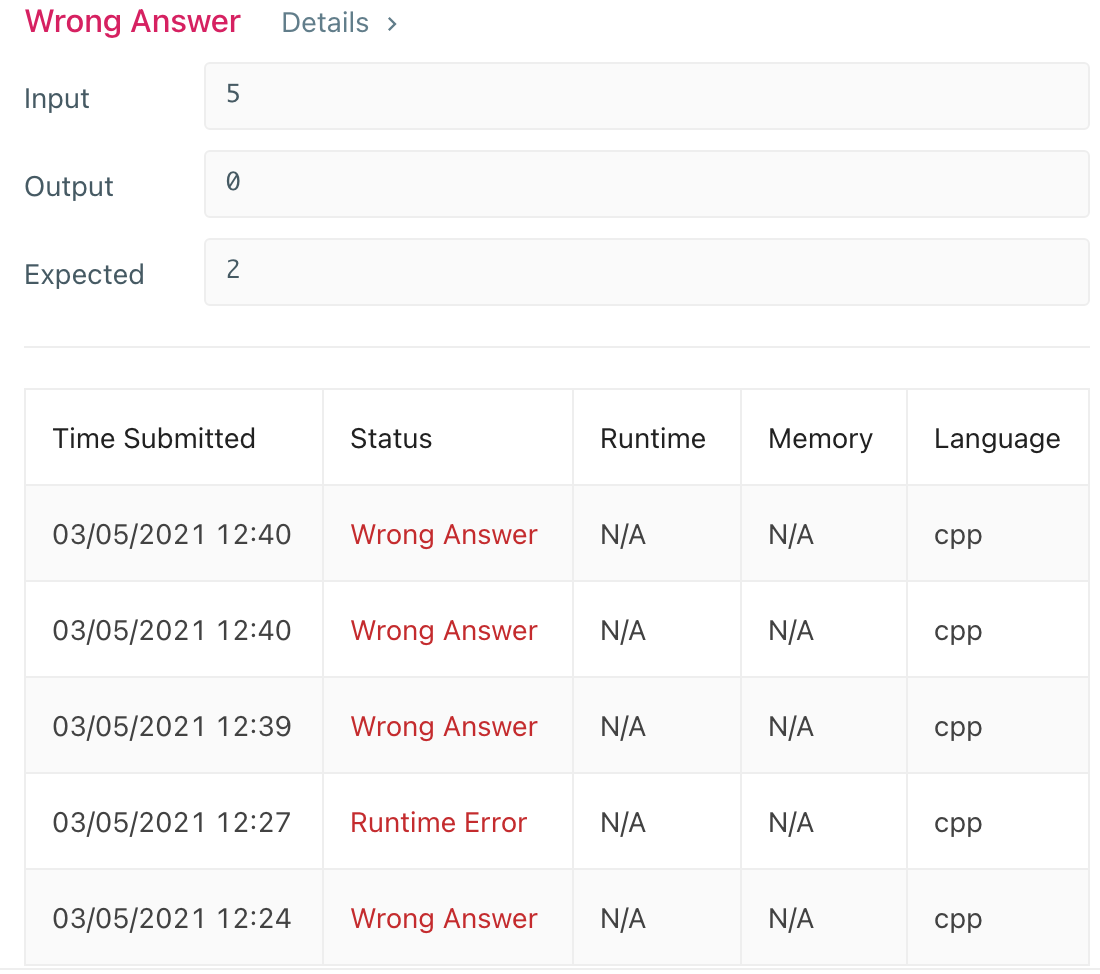 Wrong Answer Details >
Input 5
Output 0
Expected 2
Time Submitted Status Runtime Memory Language
03/05/2021 12:40 Wrong Answer N/A N/A cpp
03/05/2021 12:40 Wrong Answer N/A N/A cpp
03/05/2021 12:39 Wrong Answer N/A N/A cpp
03/05/2021 12:27 Runtime Error N/A N/A cpp
03/05/2021 12:24 Wrong Answer N/A N/A cpp